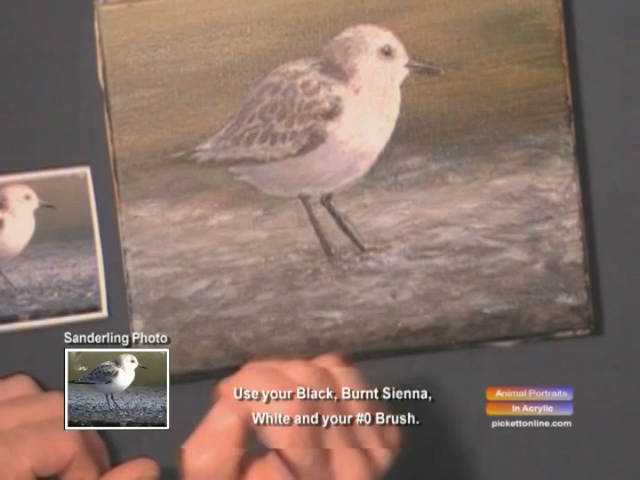 Sanderling Photo
Use your Black, Burnt Sienna,
White and your #0 Brush.
Animal Portraits
In Acrylic
pickettonline.com